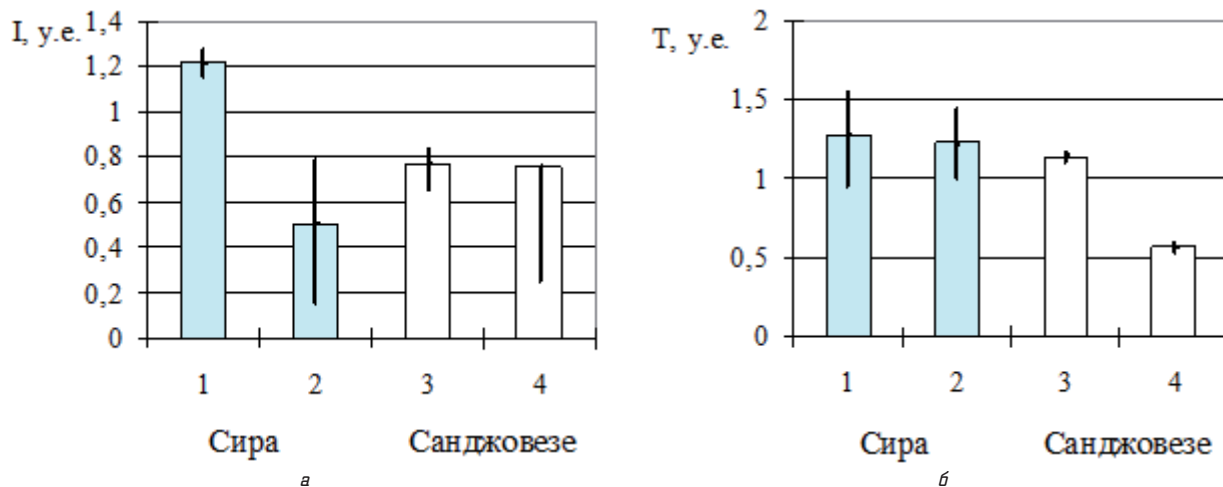 I, у.е.
1,4
1,2
1
0,8
0,6
0,4
0,2
0
1 2 3 4
Сира Санджовезе
а
Т, у.е.
2
1,5
1
0,5
0
1 2 3 4
Сира Санджовезе
б